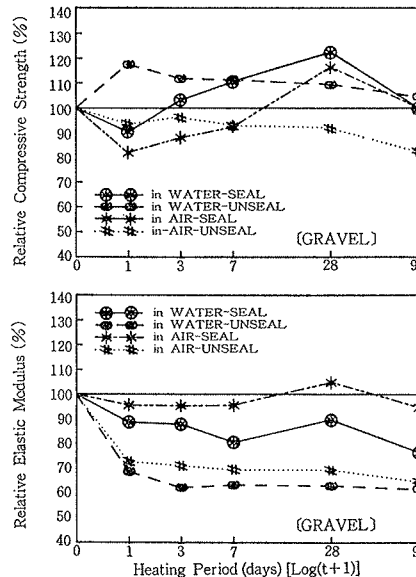 Relative Compressive Strength (%)
140
130
120
110
100
90
80
70
60
50
40
in WATER-SEAL
in WATER-UNSEAL
in AIR-SEAL
in-AIR-UNSEAL
[GRAVEL]
0 1 3 7 28 9
Relative Elastic Modulus (%)
140
130
120
110
100
90
80
70
60
50
40
in WATER-SEAL
in WATER-UNSEAL
in AIR-SEAL
in AIR-UNSEAL
(GRAVEL)
0 1 3 7 28 9
Heating Period (days) [Log(t+1)]